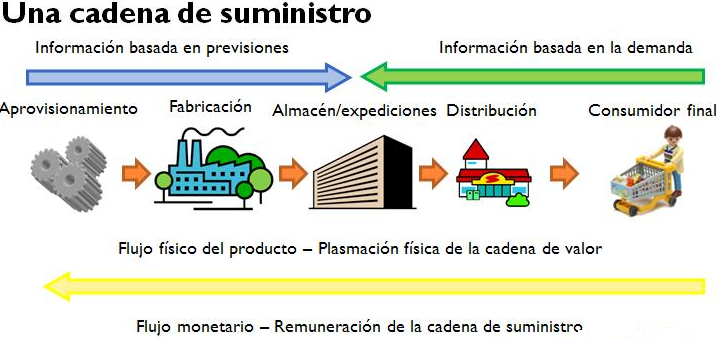 Una cadena de suministro
Información basada en previsiones
Información basada en la demanda
Aprovisionamiento
Fabricación
Almacén/expediciones
Distribución
Consumidor final
Flujo físico del producto – Plasmación física de la cadena de valor
Flujo monetario – Remuneración de la cadena de suministro